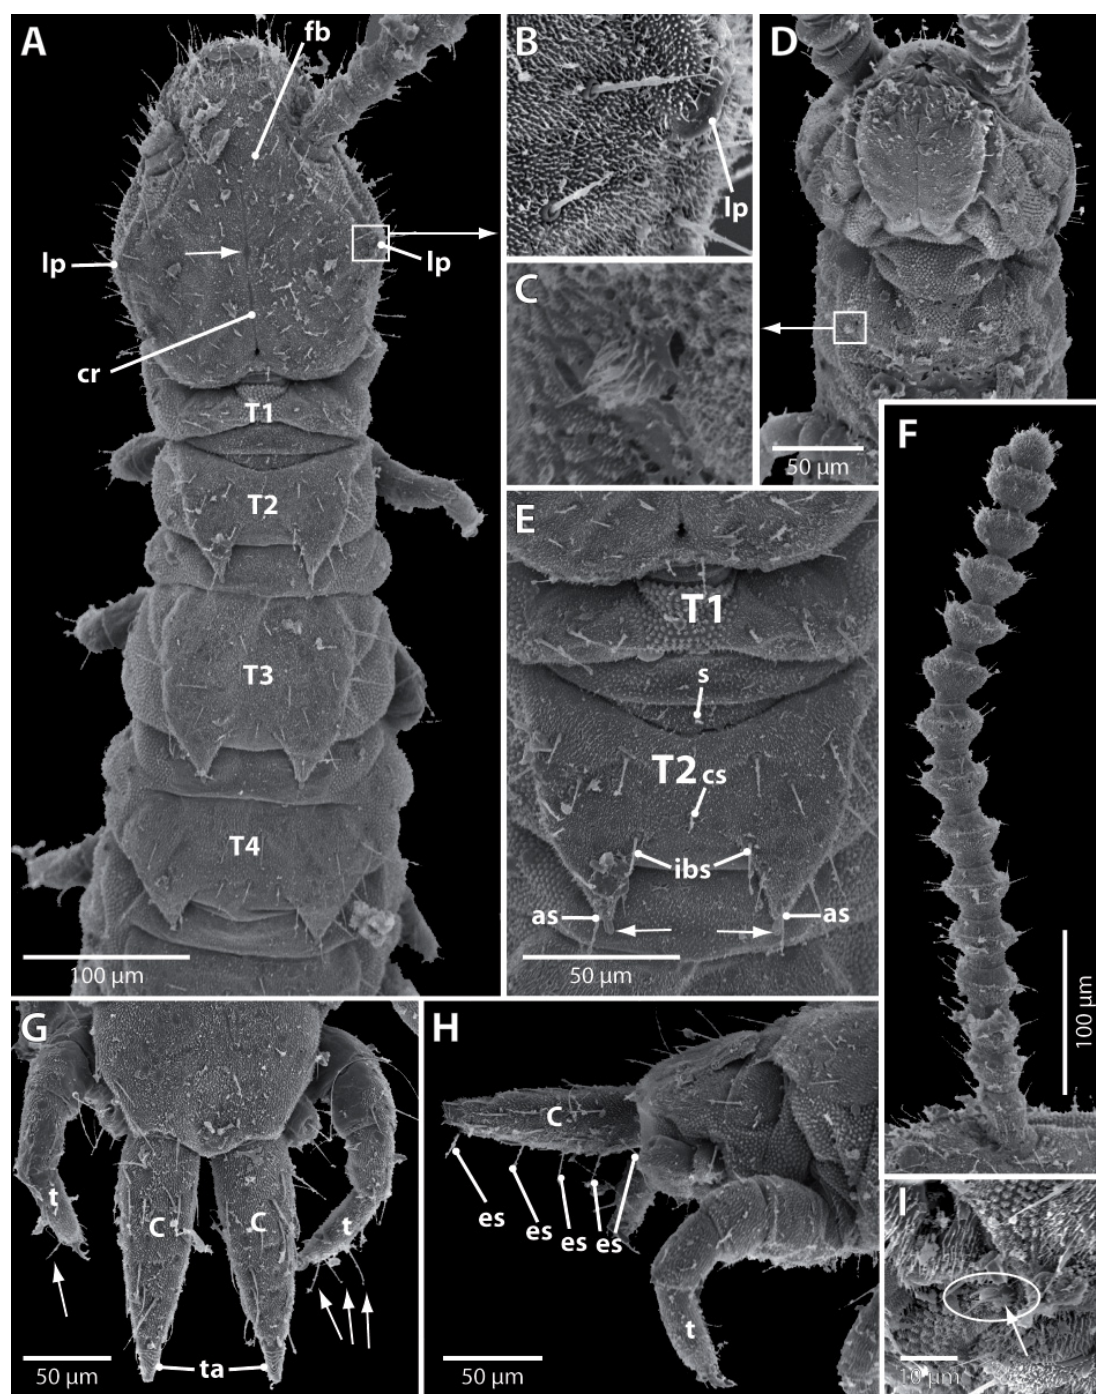 A
fb
lp
lp
cr
T1
T2
T3
T4
100 μm
B
lp
C
D
50 μm
E
T1
s
T2 cs
ibs
as as
50 μm
F
100 μm
G
t C C t
ta
50 μm
H
C
es
es
es
es
t
50 μm
I
10 μm